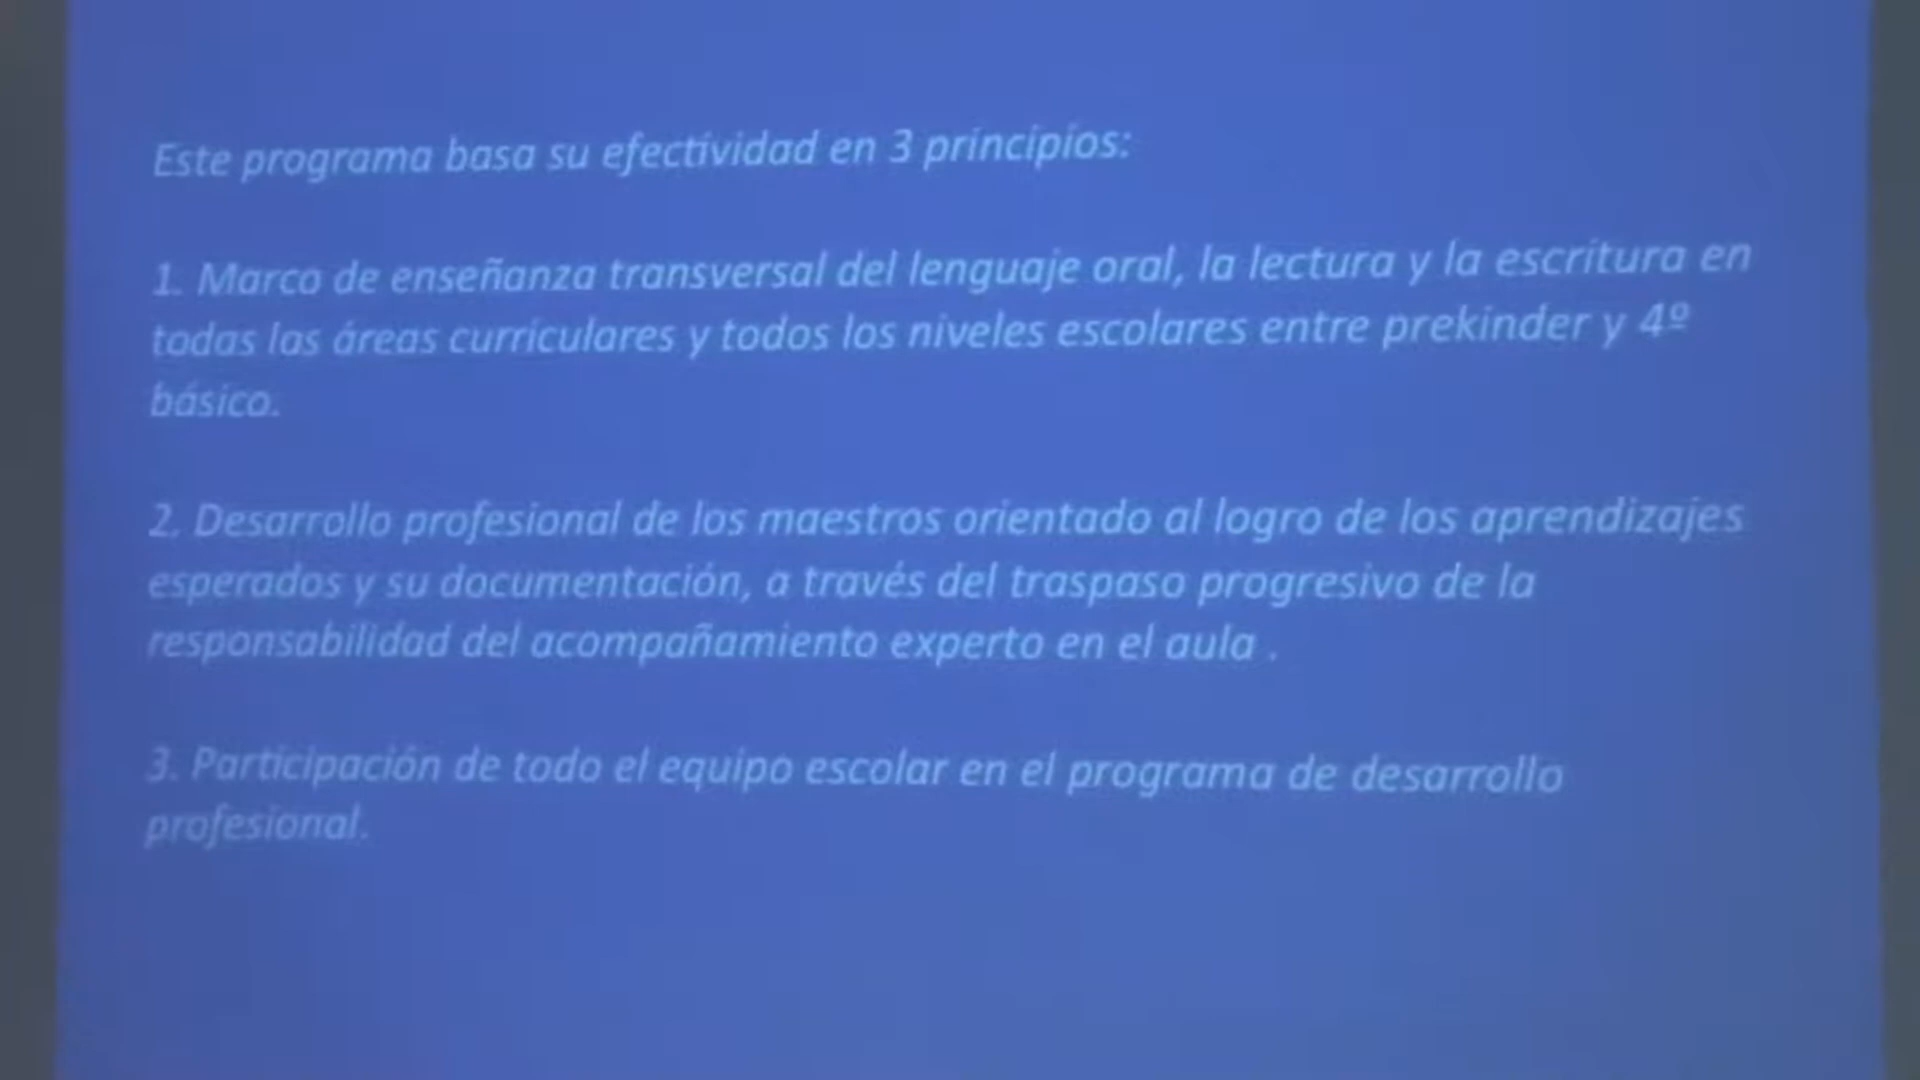 Este programa basa su efectividad en 3 principios:
1. Marco de enseñanza transversal del lenguaje oral, la lectura y la escritura en
todas las áreas curriculares y todos los niveles escolares entre prekinder y 4º
básico.
2. Desarrollo profesional de los maestros orientado al logro de los aprendizajes
esperados y su documentación, a través del traspaso progresivo de la
responsabilidad del acompañamiento experto en el aula .
3. Participación de todo el equipo escolar en el programa de desarrollo
profesional.